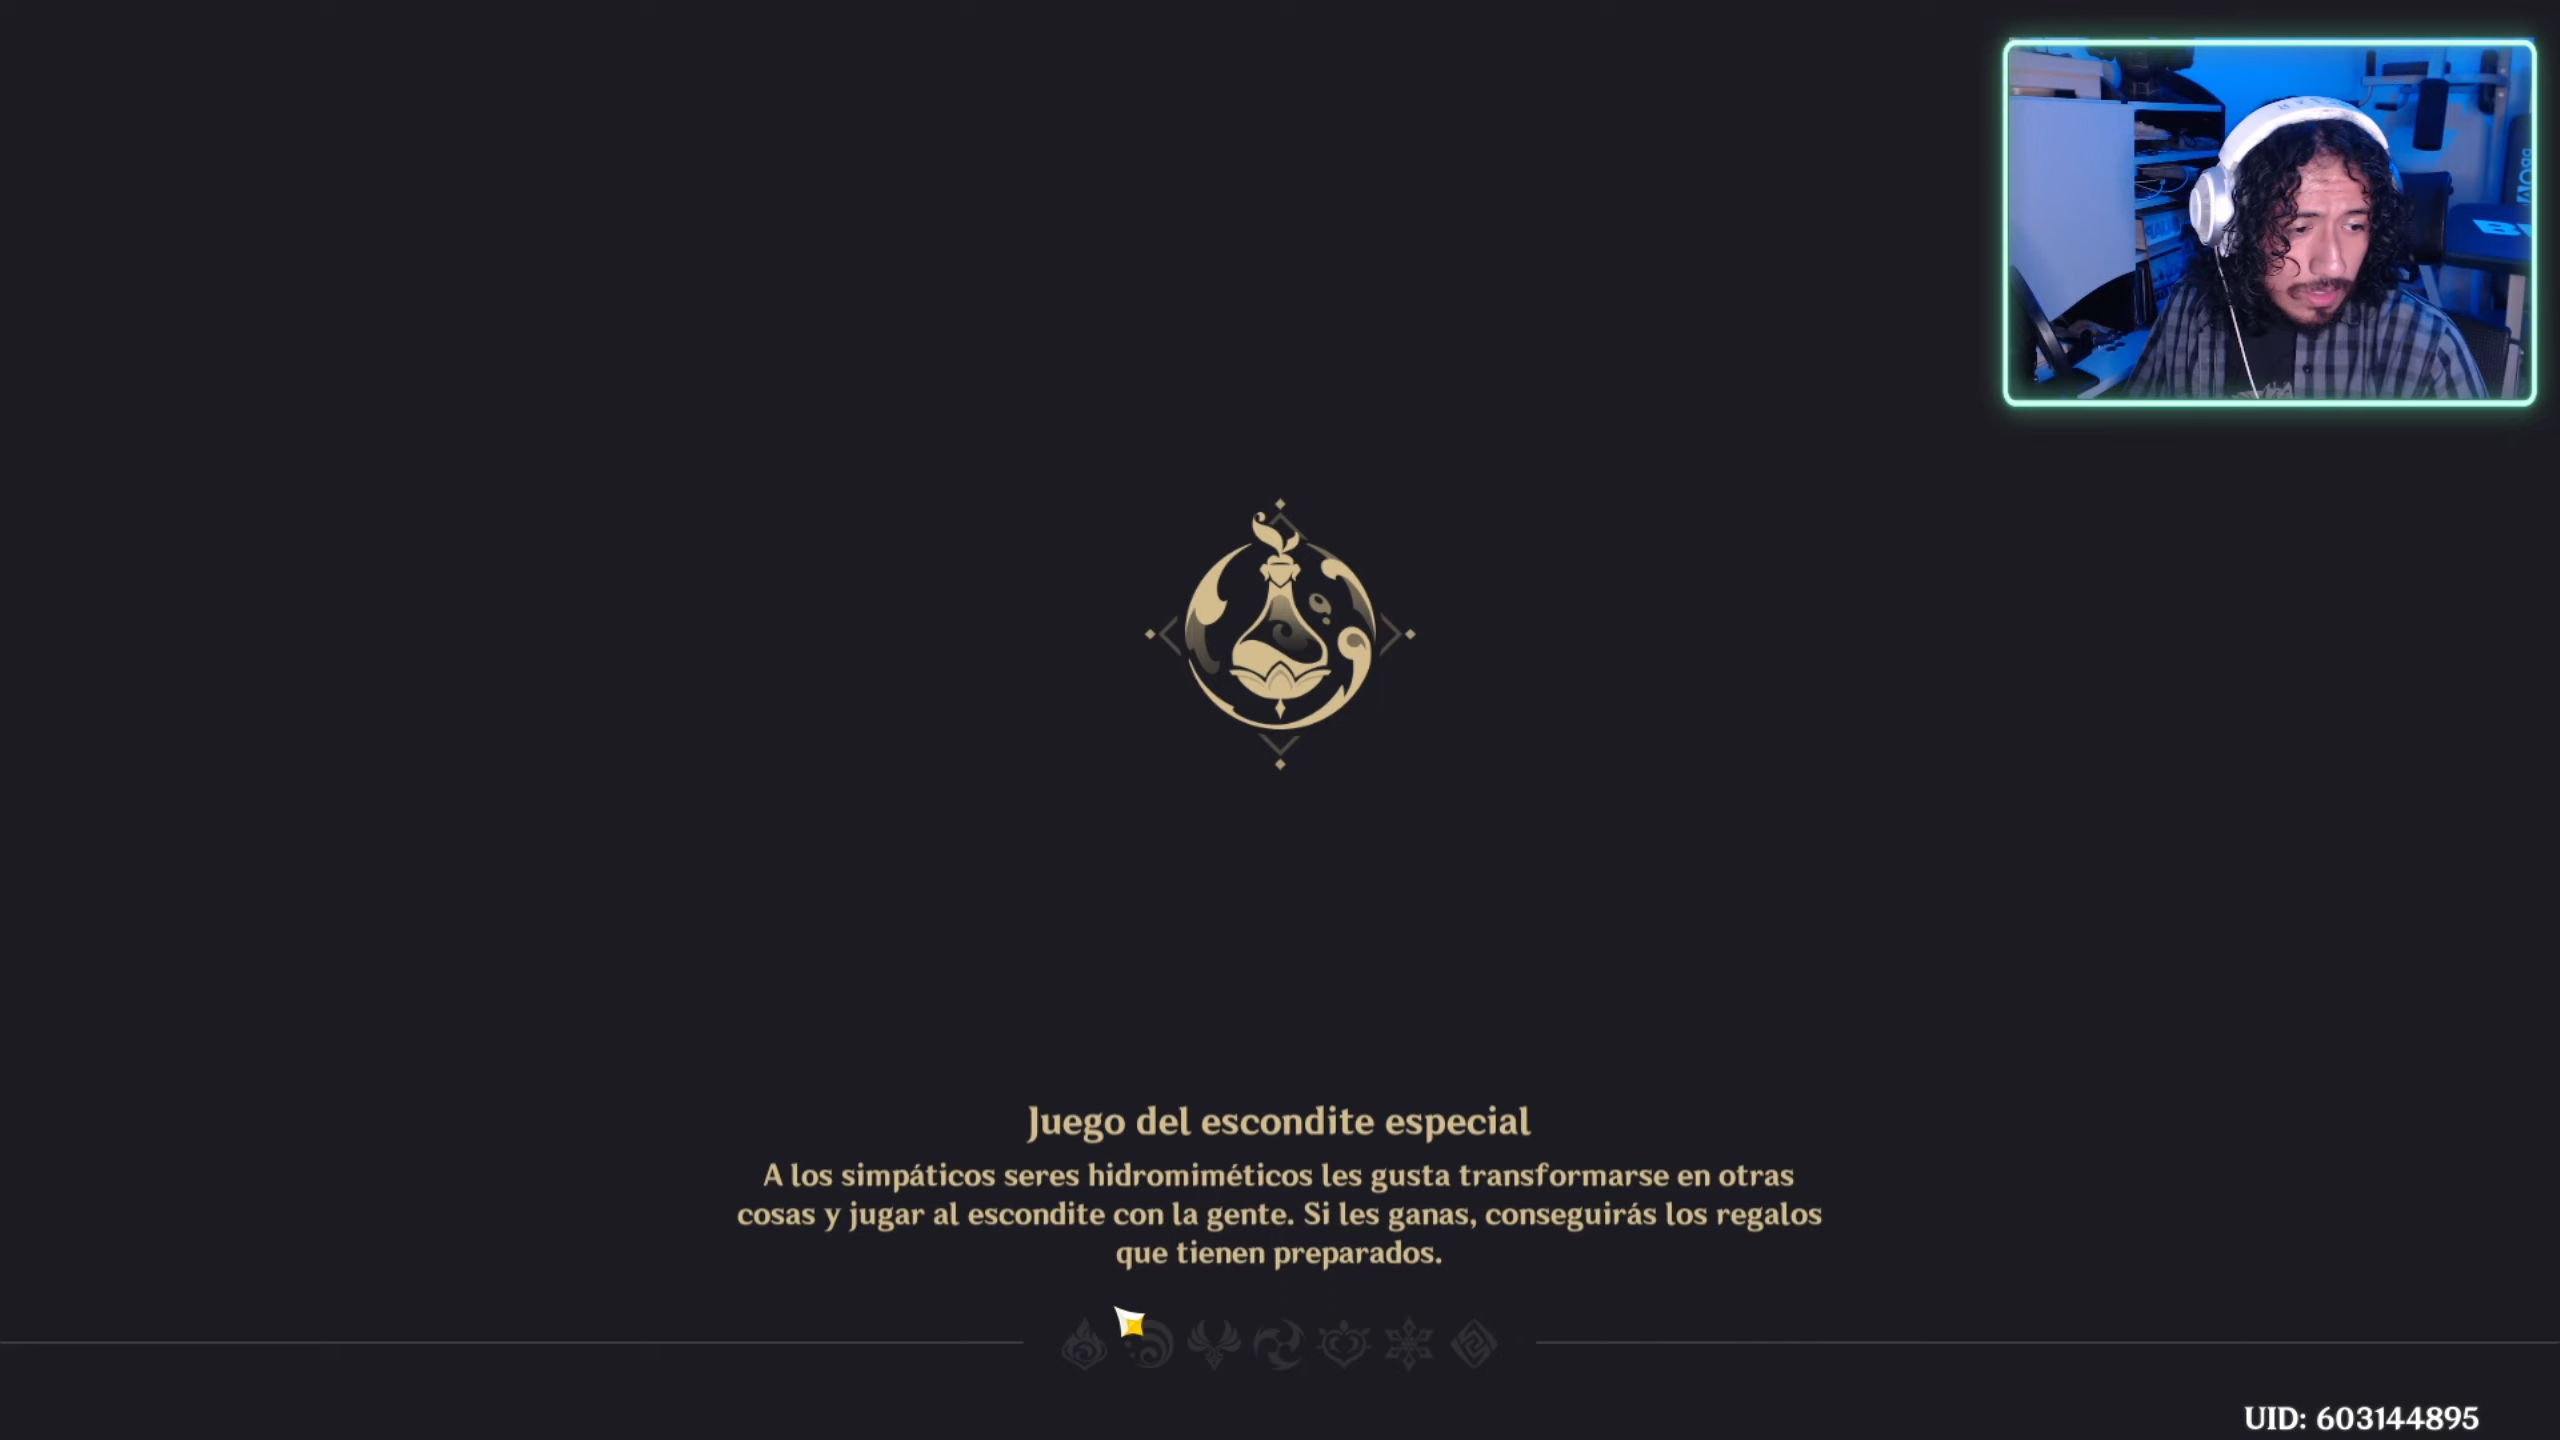 Juego del escondite especial
A los simpáticos seres hidromiméticos les gusta transformarse en otras
cosas y jugar al escondite con la gente. Si les ganas, conseguirás los regalos
que tienen preparados.
UID: 603144895